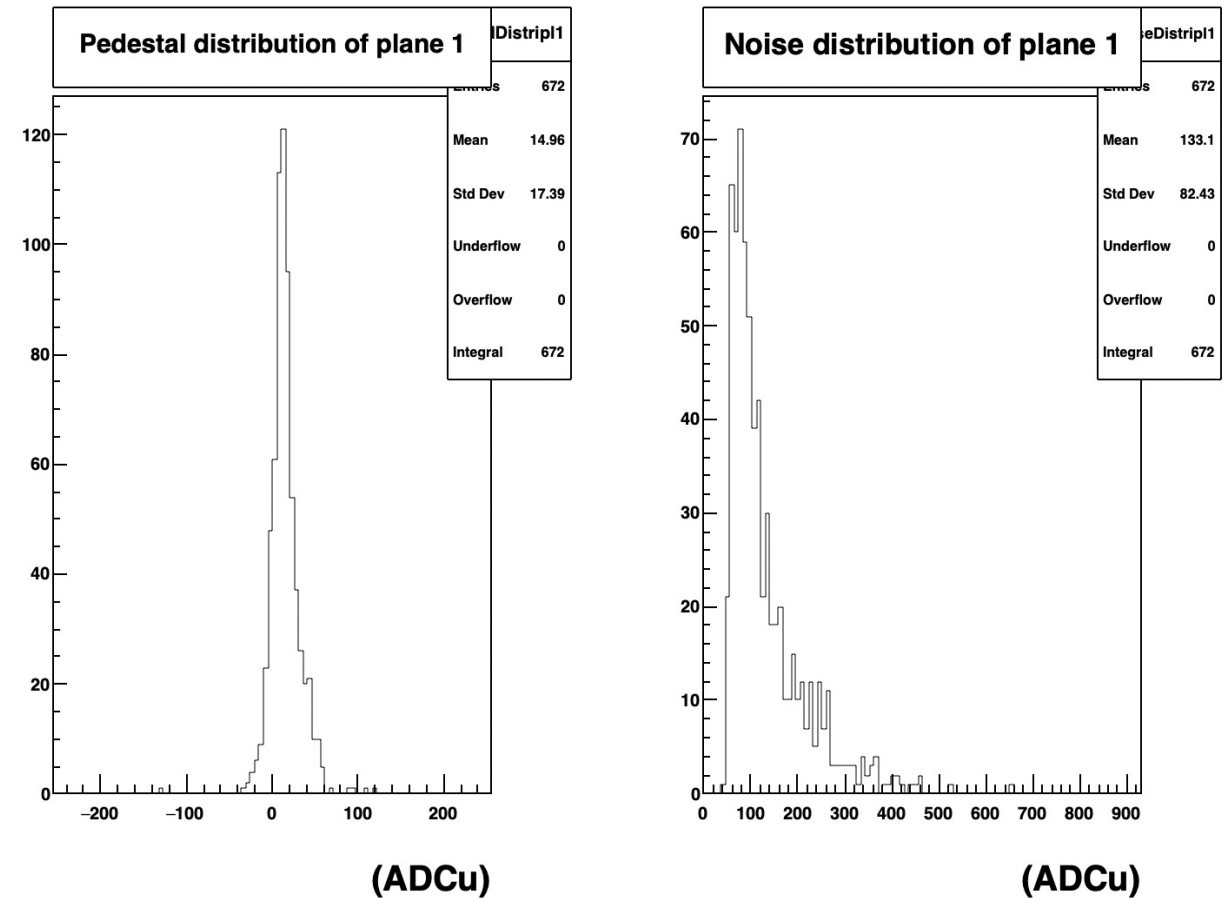 Pedestal distribution of plane 1
lDistripl1
Entries 672
Mean 14.96
Std Dev 17.39
Underflow 0
Overflow 0
Integral 672
120
100
80
60
40
20
0
−200 −100 0 100 200
(ADCu)
Noise distribution of plane 1
seDistripl1
Entries 672
Mean 133.1
Std Dev 82.43
Underflow 0
Overflow 0
Integral 672
70
60
50
40
30
20
10
0
0 100 200 300 400 500 600 700 800 900
(ADCu)